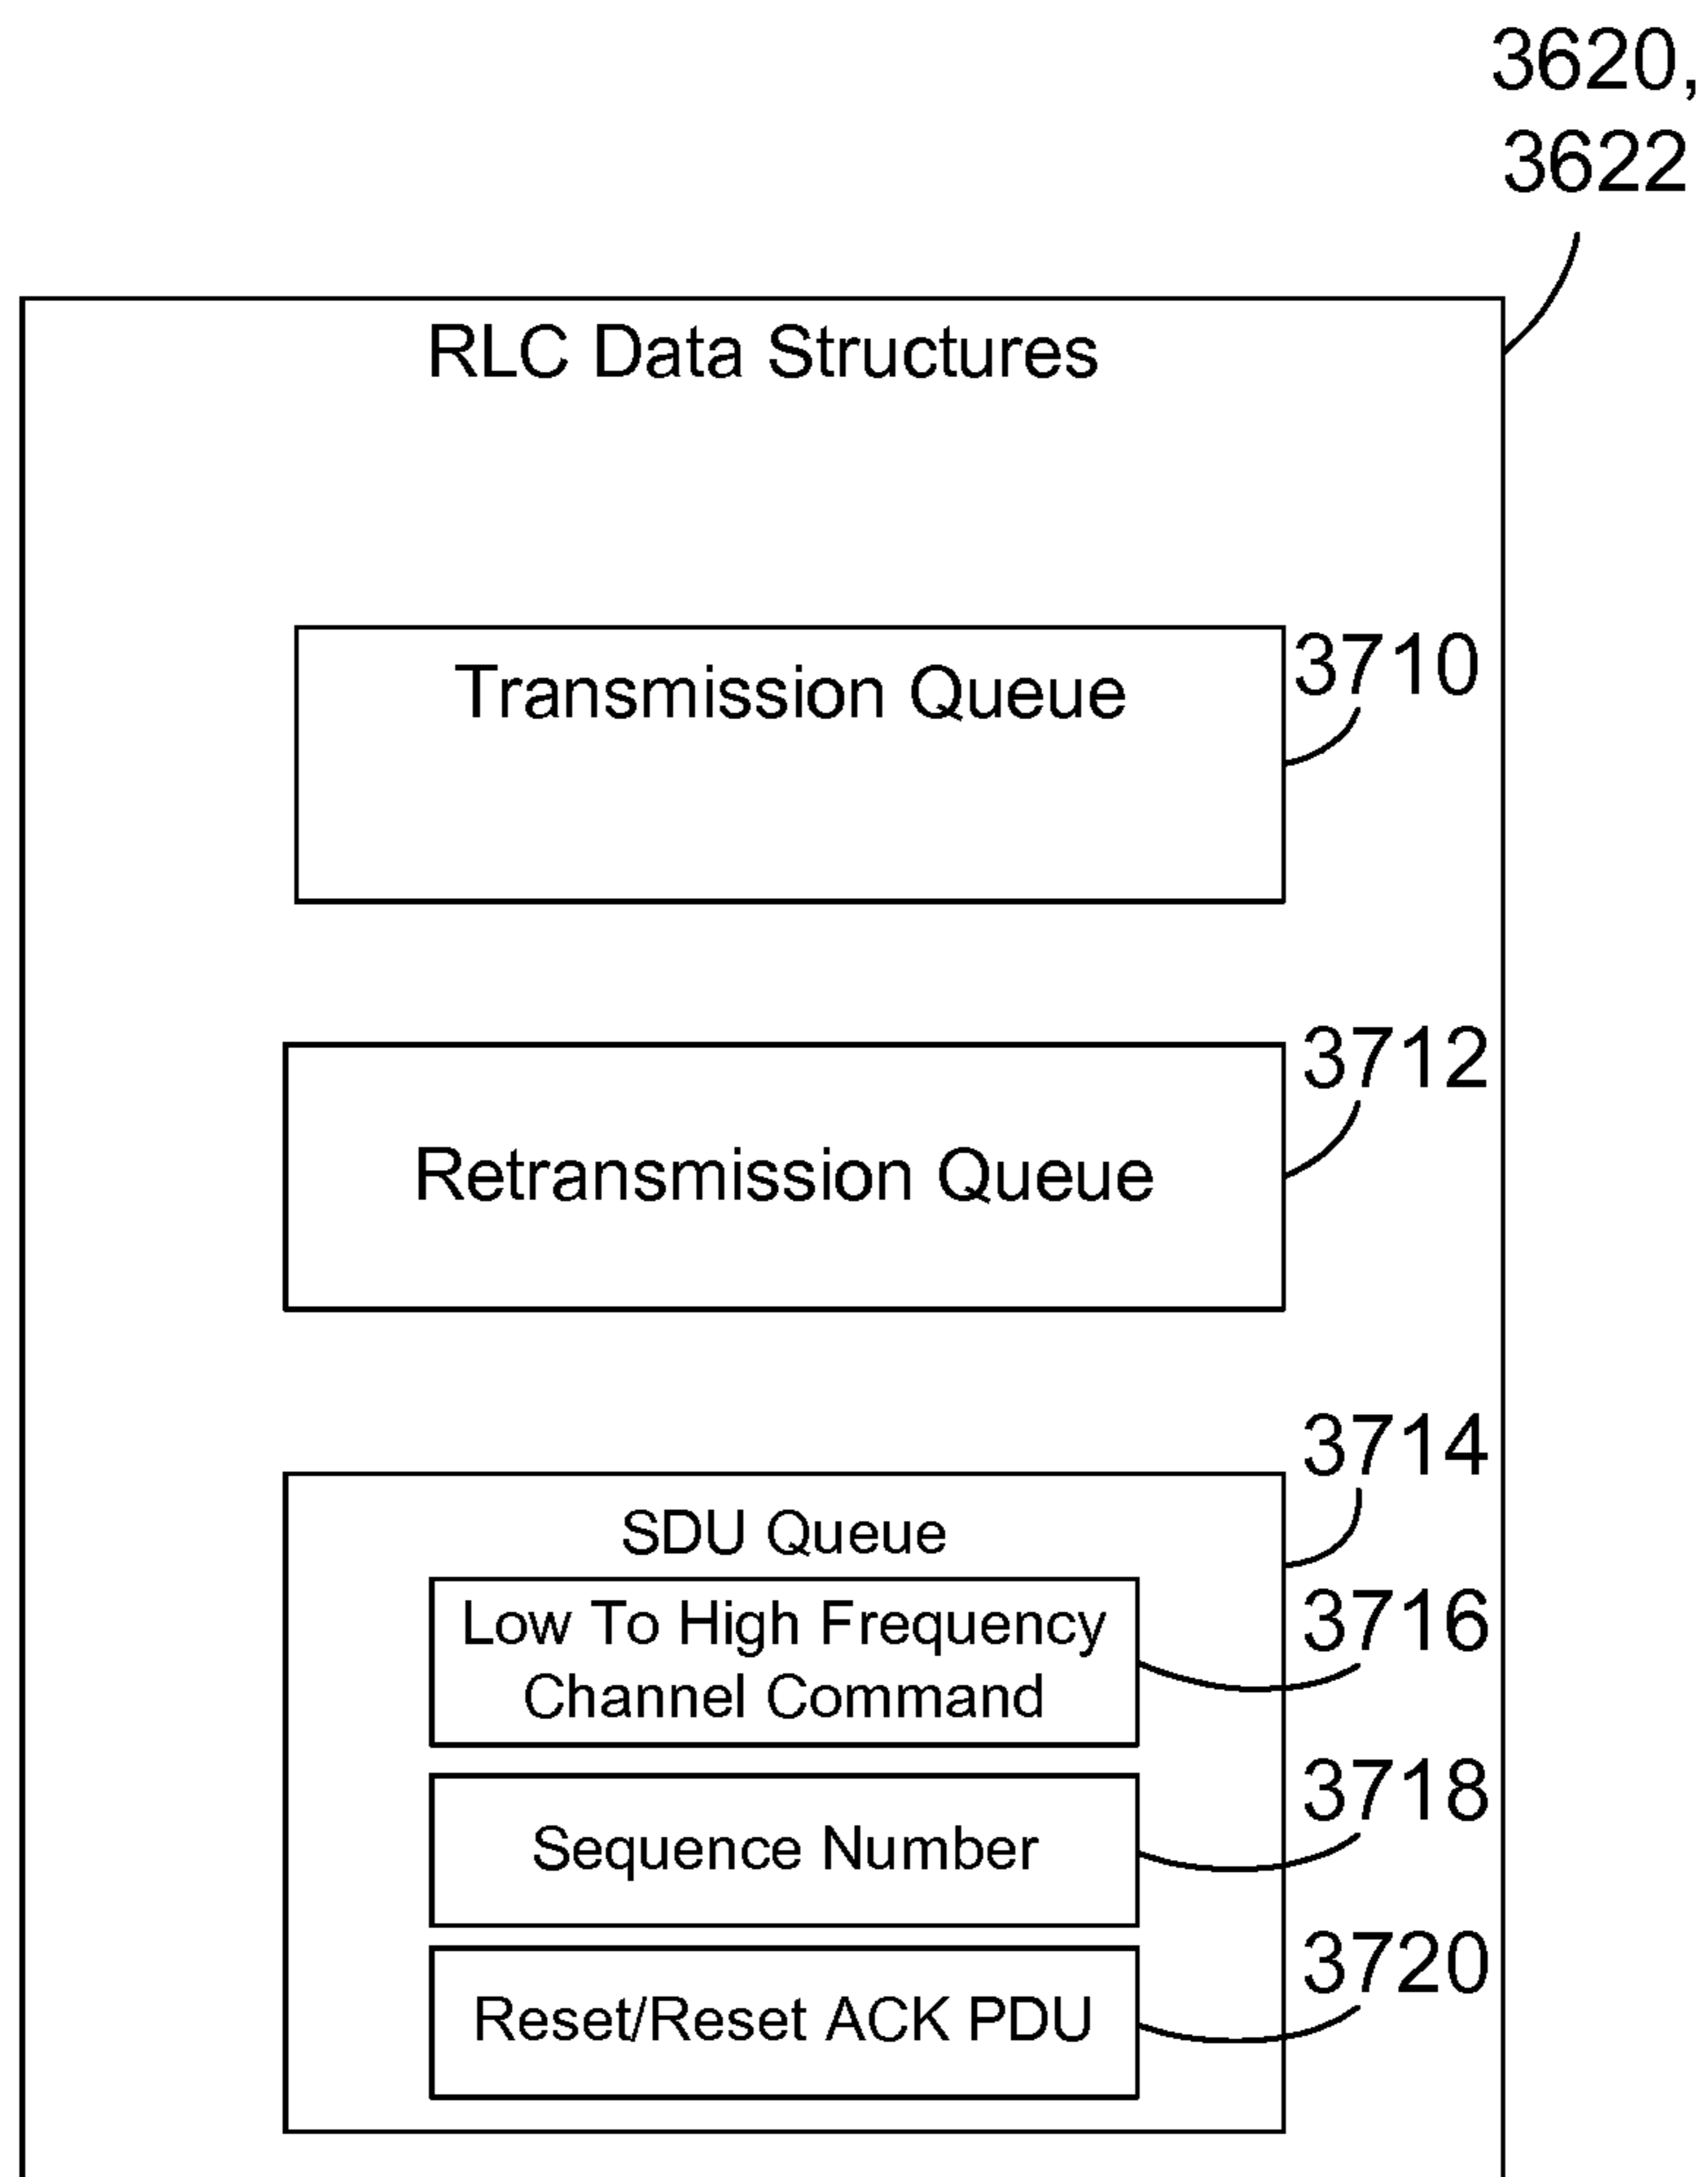 3620,
3622
RLC Data Structures
Transmission Queue
3710
Retransmission Queue
3712
3714
SDU Queue
Low To High Frequency
Channel Command
3716
Sequence Number
3718
Reset/Reset ACK PDU
3720